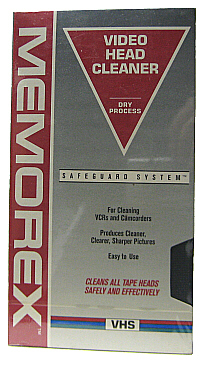 MEMOREX™
VIDEO
HEAD
CLEANER
DRY
PROCESS
SAFEGUARD SYSTEM™
For Cleaning
VCRs and Camcorders
Produces Cleaner,
Clearer, Sharper Pictures
Easy to Use
CLEANS ALL TAPE HEADS
SAFELY AND EFFECTIVELY
VHS